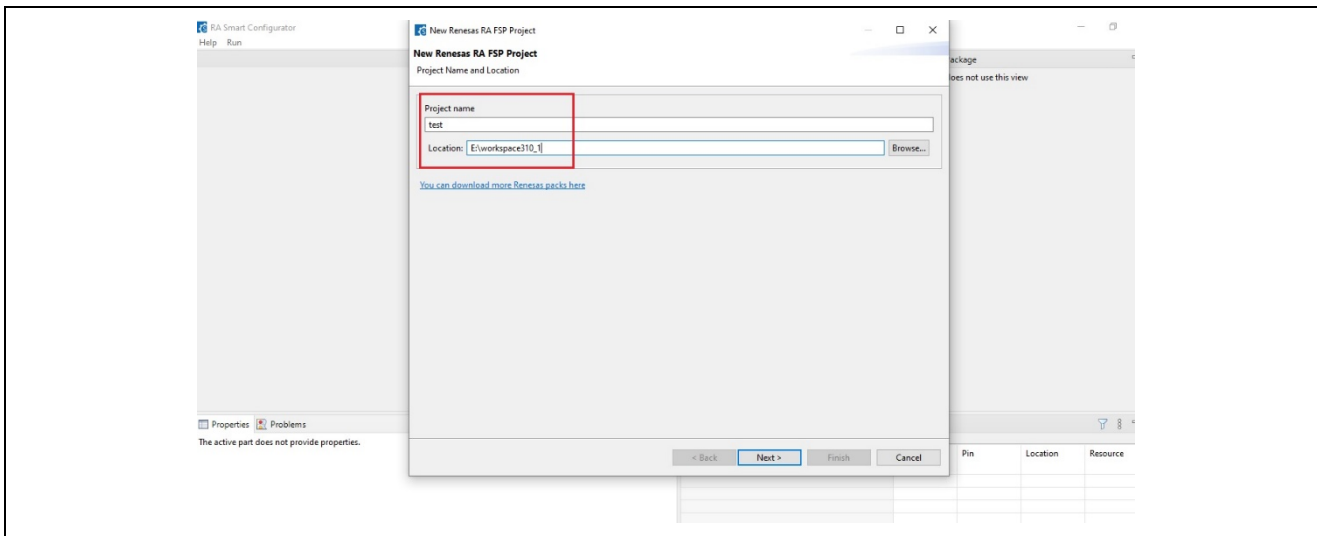 RA Smart Configurator
Help Run
New Renesas RA FSP Project
New Renesas RA FSP Project
Project Name and Location
Project name
test
Location: E:\workspace310_1
Browse...
You can download more Renesas packs here
< Back Next > Finish Cancel
ackage
oes not use this view
Properties Problems
The active part does not provide properties.
Pin Location Resource